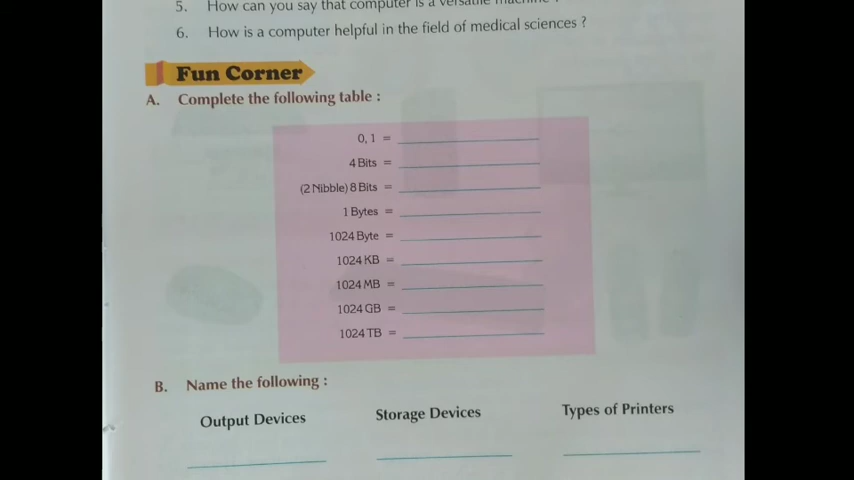 5. How can you say that computer is a versatile machine ?
6. How is a computer helpful in the field of medical sciences ?
Fun Corner
A. Complete the following table :
0, 1 =
4 Bits =
(2 Nibble) 8 Bits =
1 Bytes =
1024 Byte =
1024 KB =
1024 MB =
1024 GB =
1024 TB =
B. Name the following :
Output Devices Storage Devices Types of Printers